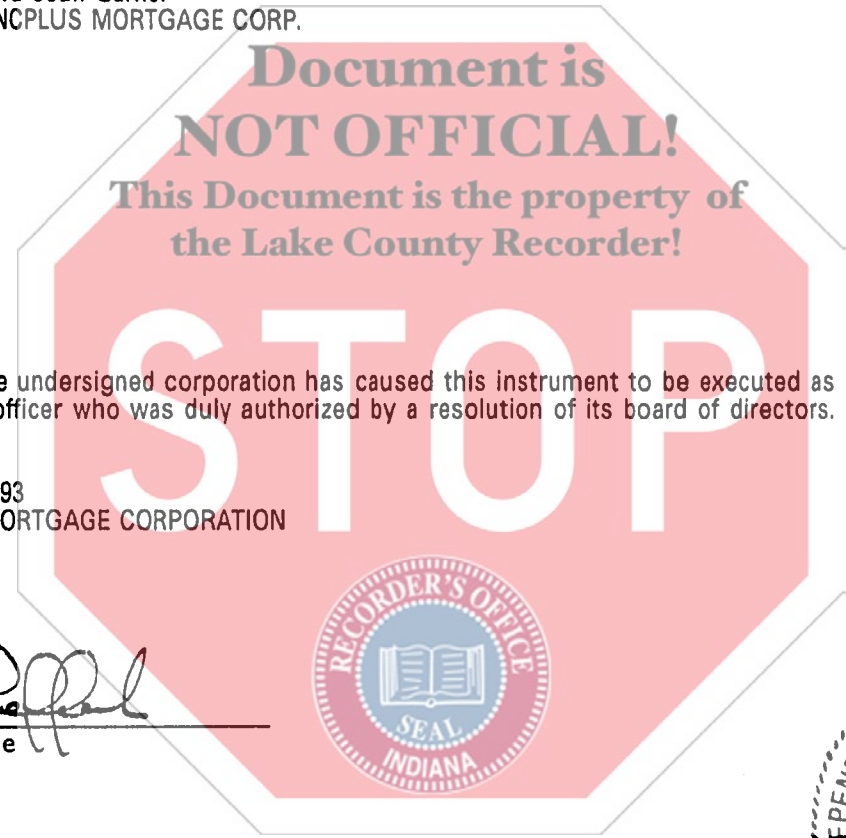 NCPLUS MORTGAGE CORP.
Document is
NOT OFFICIAL!
This Document is the property of
the Lake County Recorder!
STOP
e undersigned corporation has caused this instrument to be executed as
officer who was duly authorized by a resolution of its board of directors.
93
ORTGAGE CORPORATION
RECORDER'S OFFICE
SEAL
INDIANA
e